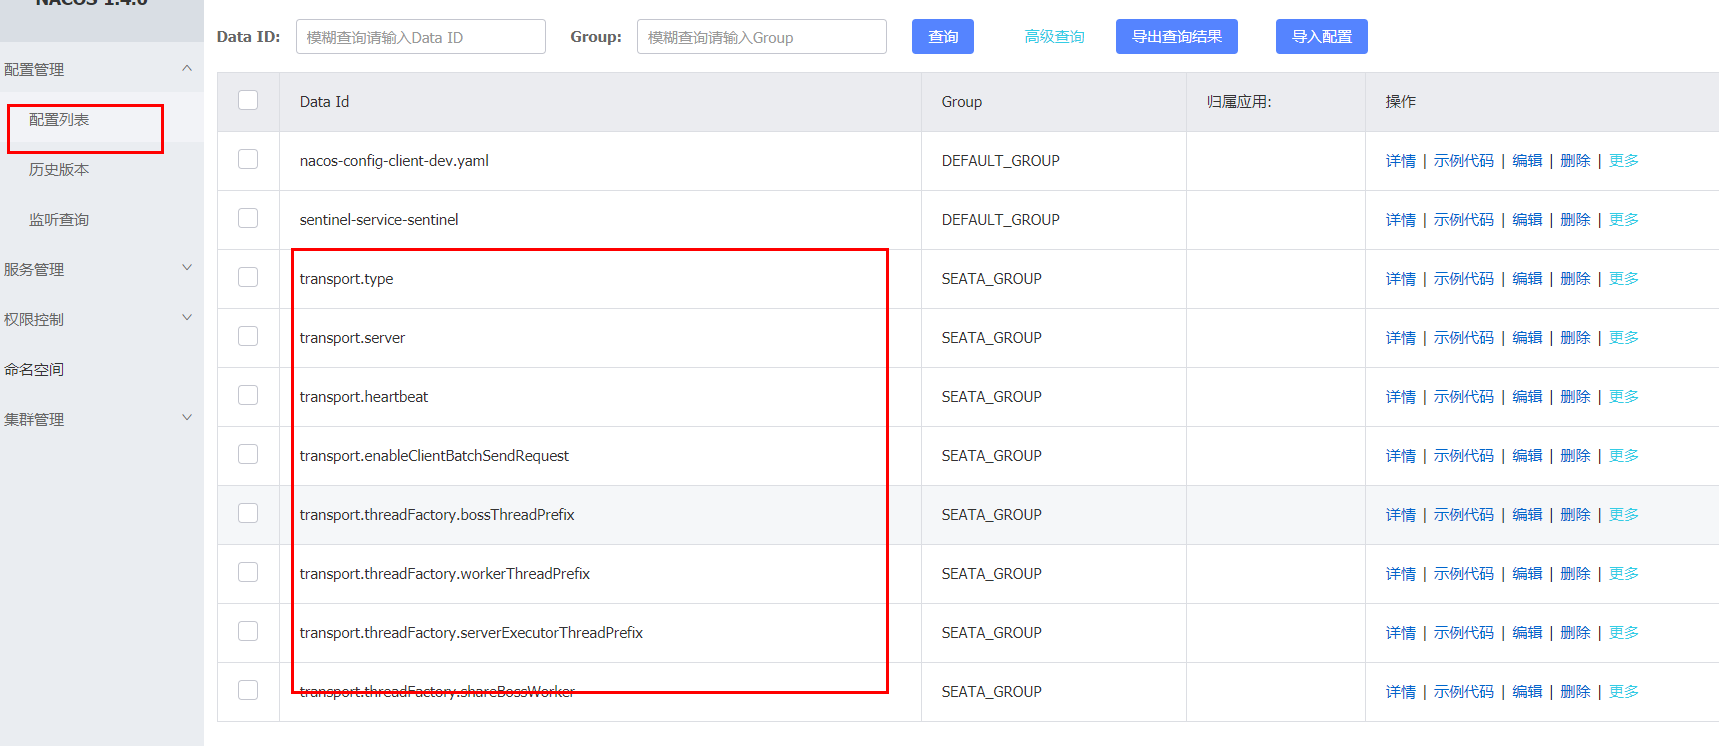 NACOS 1.4.0
Data ID: 模糊查询请输入Data ID Group: 模糊查询请输入Group 查询 高级查询 导出查询结果 导入配置
配置管理
配置列表
历史版本
监听查询
服务管理
权限控制
命名空间
集群管理
Data Id Group 归属应用: 操作
nacos-config-client-dev.yaml DEFAULT_GROUP 详情 | 示例代码 | 编辑 | 删除 | 更多
sentinel-service-sentinel DEFAULT_GROUP 详情 | 示例代码 | 编辑 | 删除 | 更多
transport.type SEATA_GROUP 详情 | 示例代码 | 编辑 | 删除 | 更多
transport.server SEATA_GROUP 详情 | 示例代码 | 编辑 | 删除 | 更多
transport.heartbeat SEATA_GROUP 详情 | 示例代码 | 编辑 | 删除 | 更多
transport.enableClientBatchSendRequest SEATA_GROUP 详情 | 示例代码 | 编辑 | 删除 | 更多
transport.threadFactory.bossThreadPrefix SEATA_GROUP 详情 | 示例代码 | 编辑 | 删除 | 更多
transport.threadFactory.workerThreadPrefix SEATA_GROUP 详情 | 示例代码 | 编辑 | 删除 | 更多
transport.threadFactory.serverExecutorThreadPrefix SEATA_GROUP 详情 | 示例代码 | 编辑 | 删除 | 更多
transport.threadFactory.shareBossWorker SEATA_GROUP 详情 | 示例代码 | 编辑 | 删除 | 更多